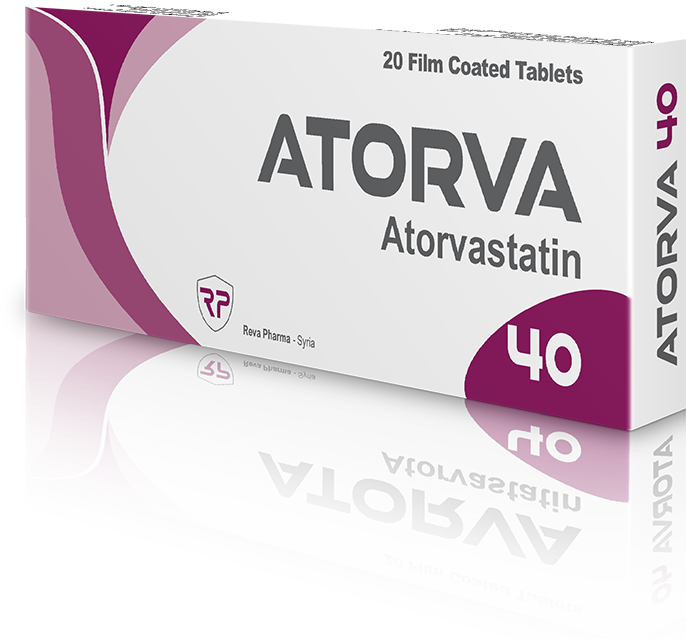 20 Film Coated Tablets
ATORVA
Atorvastatin
40
RP
Reva Pharma - Syria
ATORVA 40